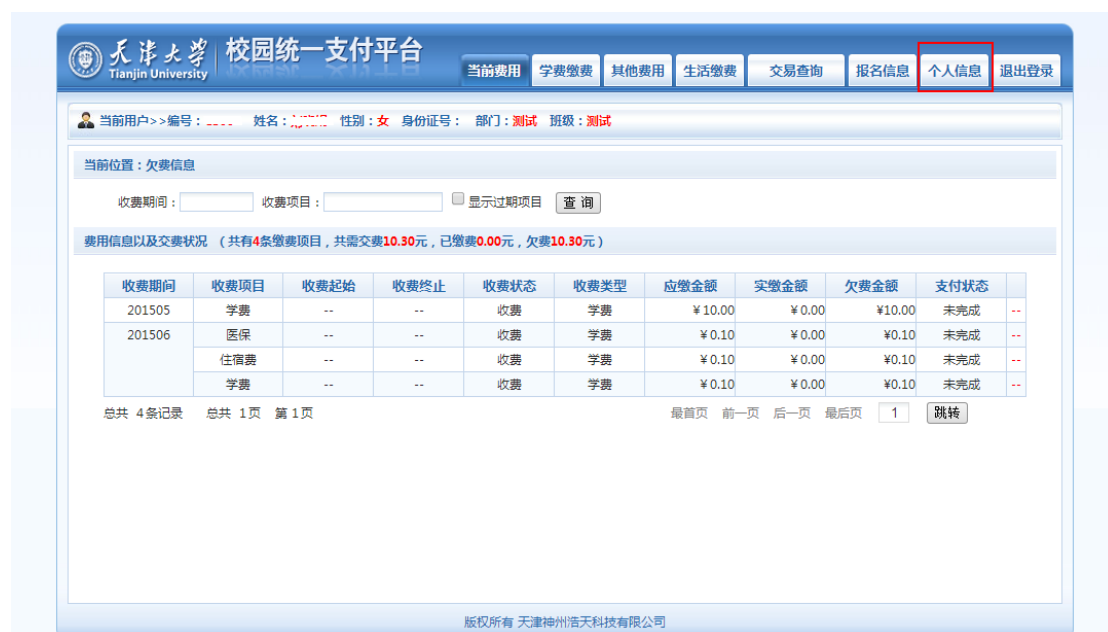 天津大学 校园统一支付平台
Tianjin University
当前费用 学费缴费 其他费用 生活缴费 交易查询 报名信息 个人信息 退出登录
当前用户>>编号： 姓名： 性别：女 身份证号： 部门：测试 班级：测试
当前位置：欠费信息
收费期间： 收费项目： 显示过期项目 查 询
费用信息以及交费状况 （共有4条缴费项目，共需交费10.30元，已缴费0.00元，欠费10.30元）
收费期间 收费项目 收费起始 收费终止 收费状态 收费类型 应缴金额 实缴金额 欠费金额 支付状态
201505 学费 -- -- 收费 学费 ￥10.00 ￥0.00 ¥10.00 未完成 --
201506 医保 -- -- 收费 学费 ￥0.10 ￥0.00 ¥0.10 未完成 --
住宿费 -- -- 收费 学费 ￥0.10 ￥0.00 ¥0.10 未完成 --
学费 -- -- 收费 学费 ￥0.10 ￥0.00 ¥0.10 未完成 --
总共 4条记录 总共 1页 第1页 最首页 前一页 后一页 最后页 1 跳转
版权所有 天津神州浩天科技有限公司